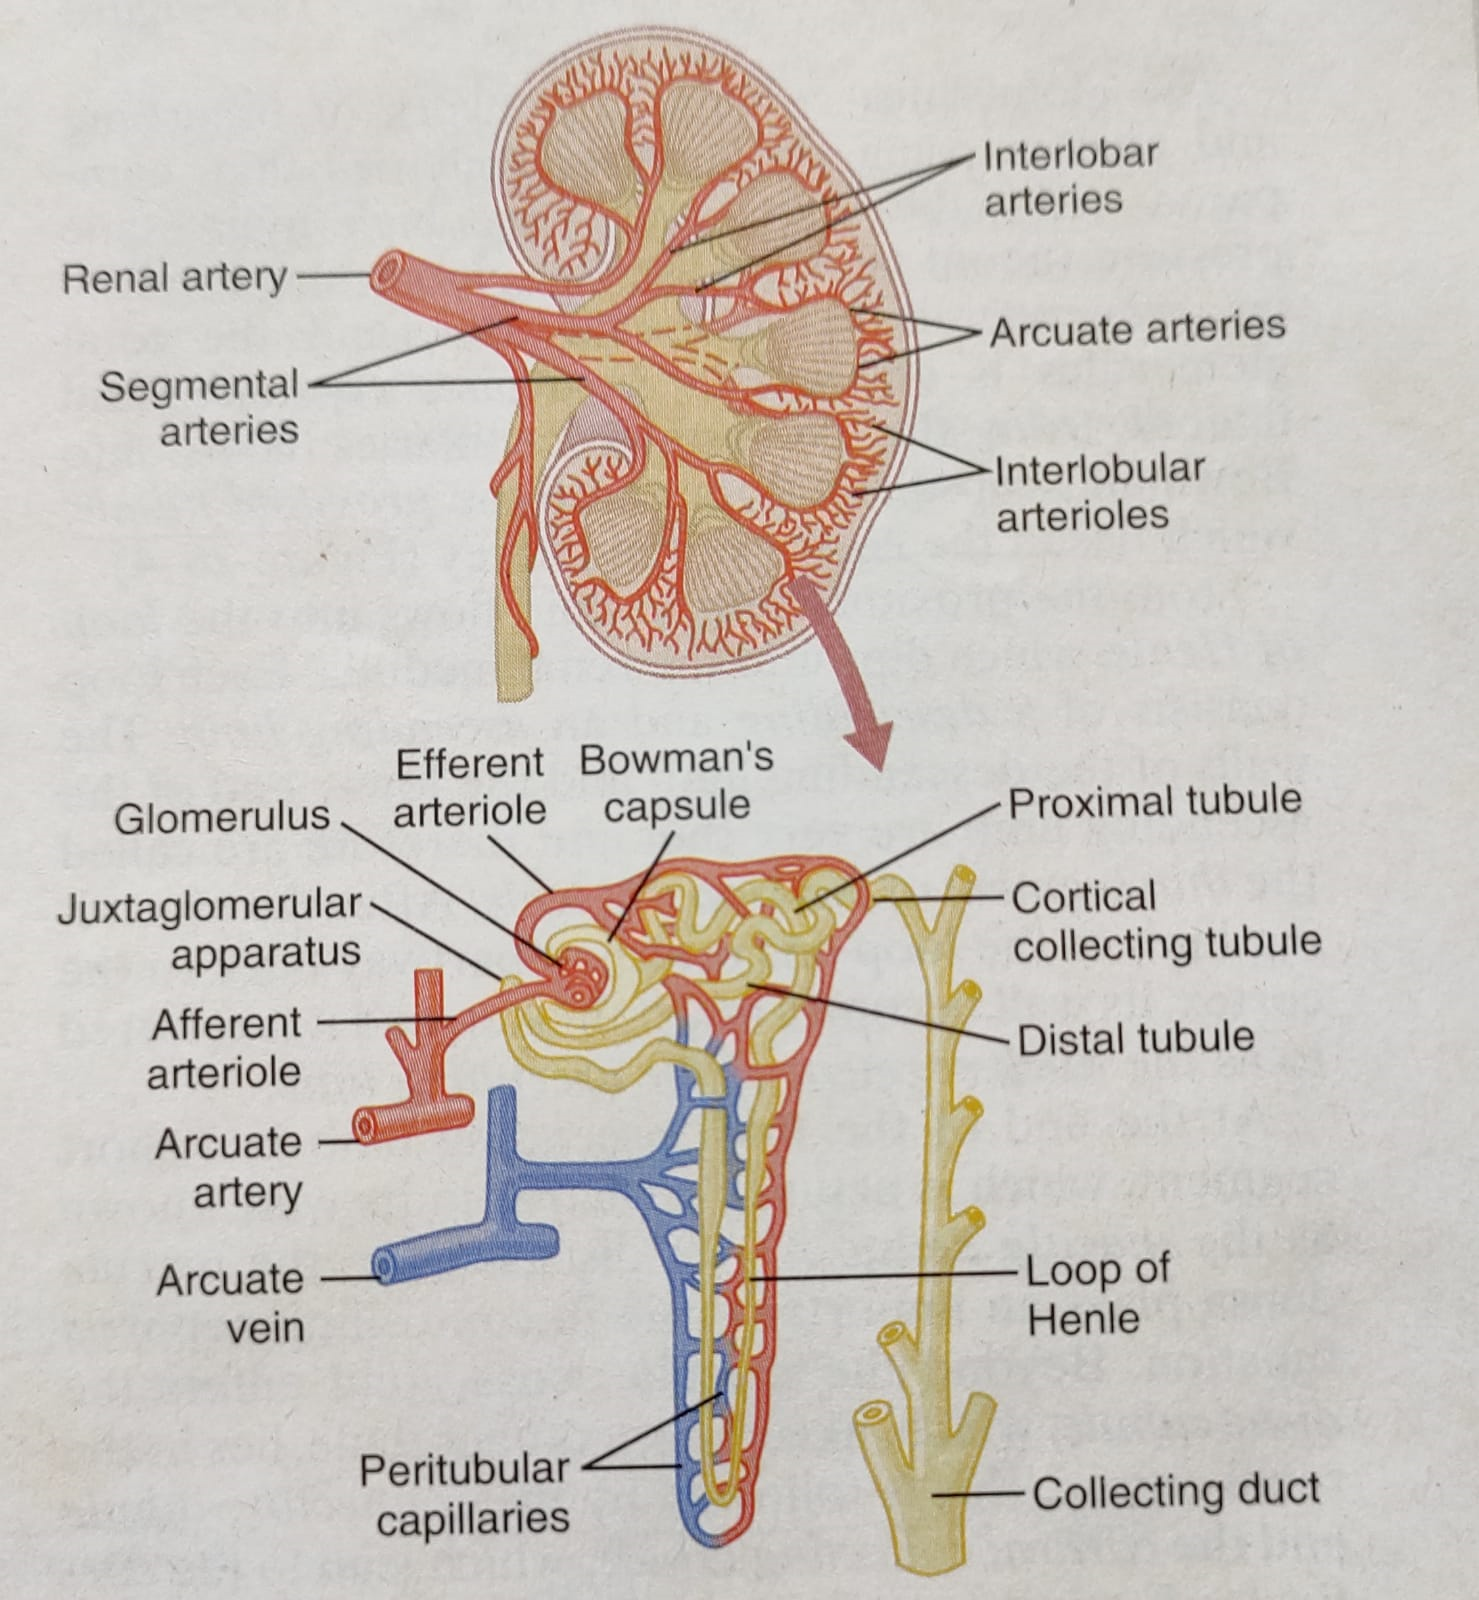 Interlobar
arteries
Renal artery
Arcuate arteries
Segmental
arteries
Interlobular
arterioles
Efferent
arteriole
Bowman's
capsule
Glomerulus
Proximal tubule
Juxtaglomerular
apparatus
Cortical
collecting tubule
Afferent
arteriole
Distal tubule
Arcuate
artery
Arcuate
vein
Loop of
Henle
Peritubular
capillaries
Collecting duct